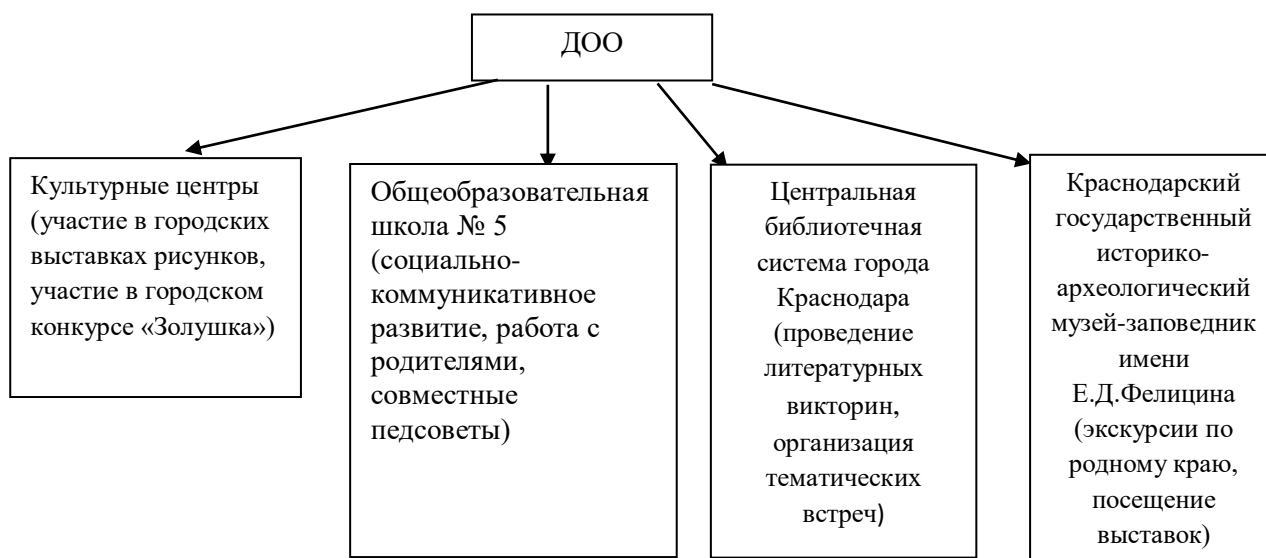 ДОО
Культурные центры
(участие в городских
выставках рисунков,
участие в городском
конкурсе «Золушка»)
Общеобразовательная
школа № 5
(социально-
коммуникативное
развитие, работа с
родителями,
совместные
педсоветы)
Центральная
библиотечная
система города
Краснодара
(проведение
литературных
викторин,
организация
тематических
встреч)
Краснодарский
государственный
историко-
археологический
музей-заповедник
имени
Е.Д.Фелицина
(экскурсии по
родному краю,
посещение
выставок)